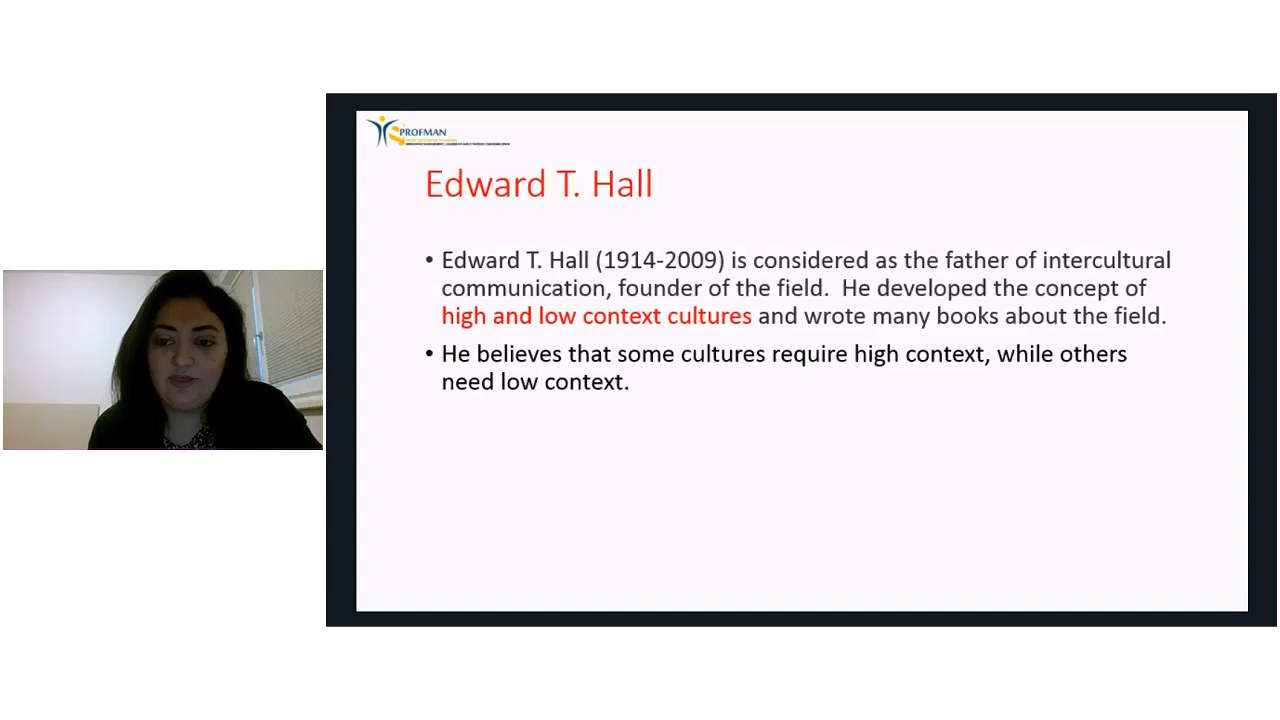 PROFMAN
Edward T. Hall
• Edward T. Hall (1914-2009) is considered as the father of intercultural
communication, founder of the field.  He developed the concept of
high and low context cultures and wrote many books about the field.
• He believes that some cultures require high context, while others
need low context.